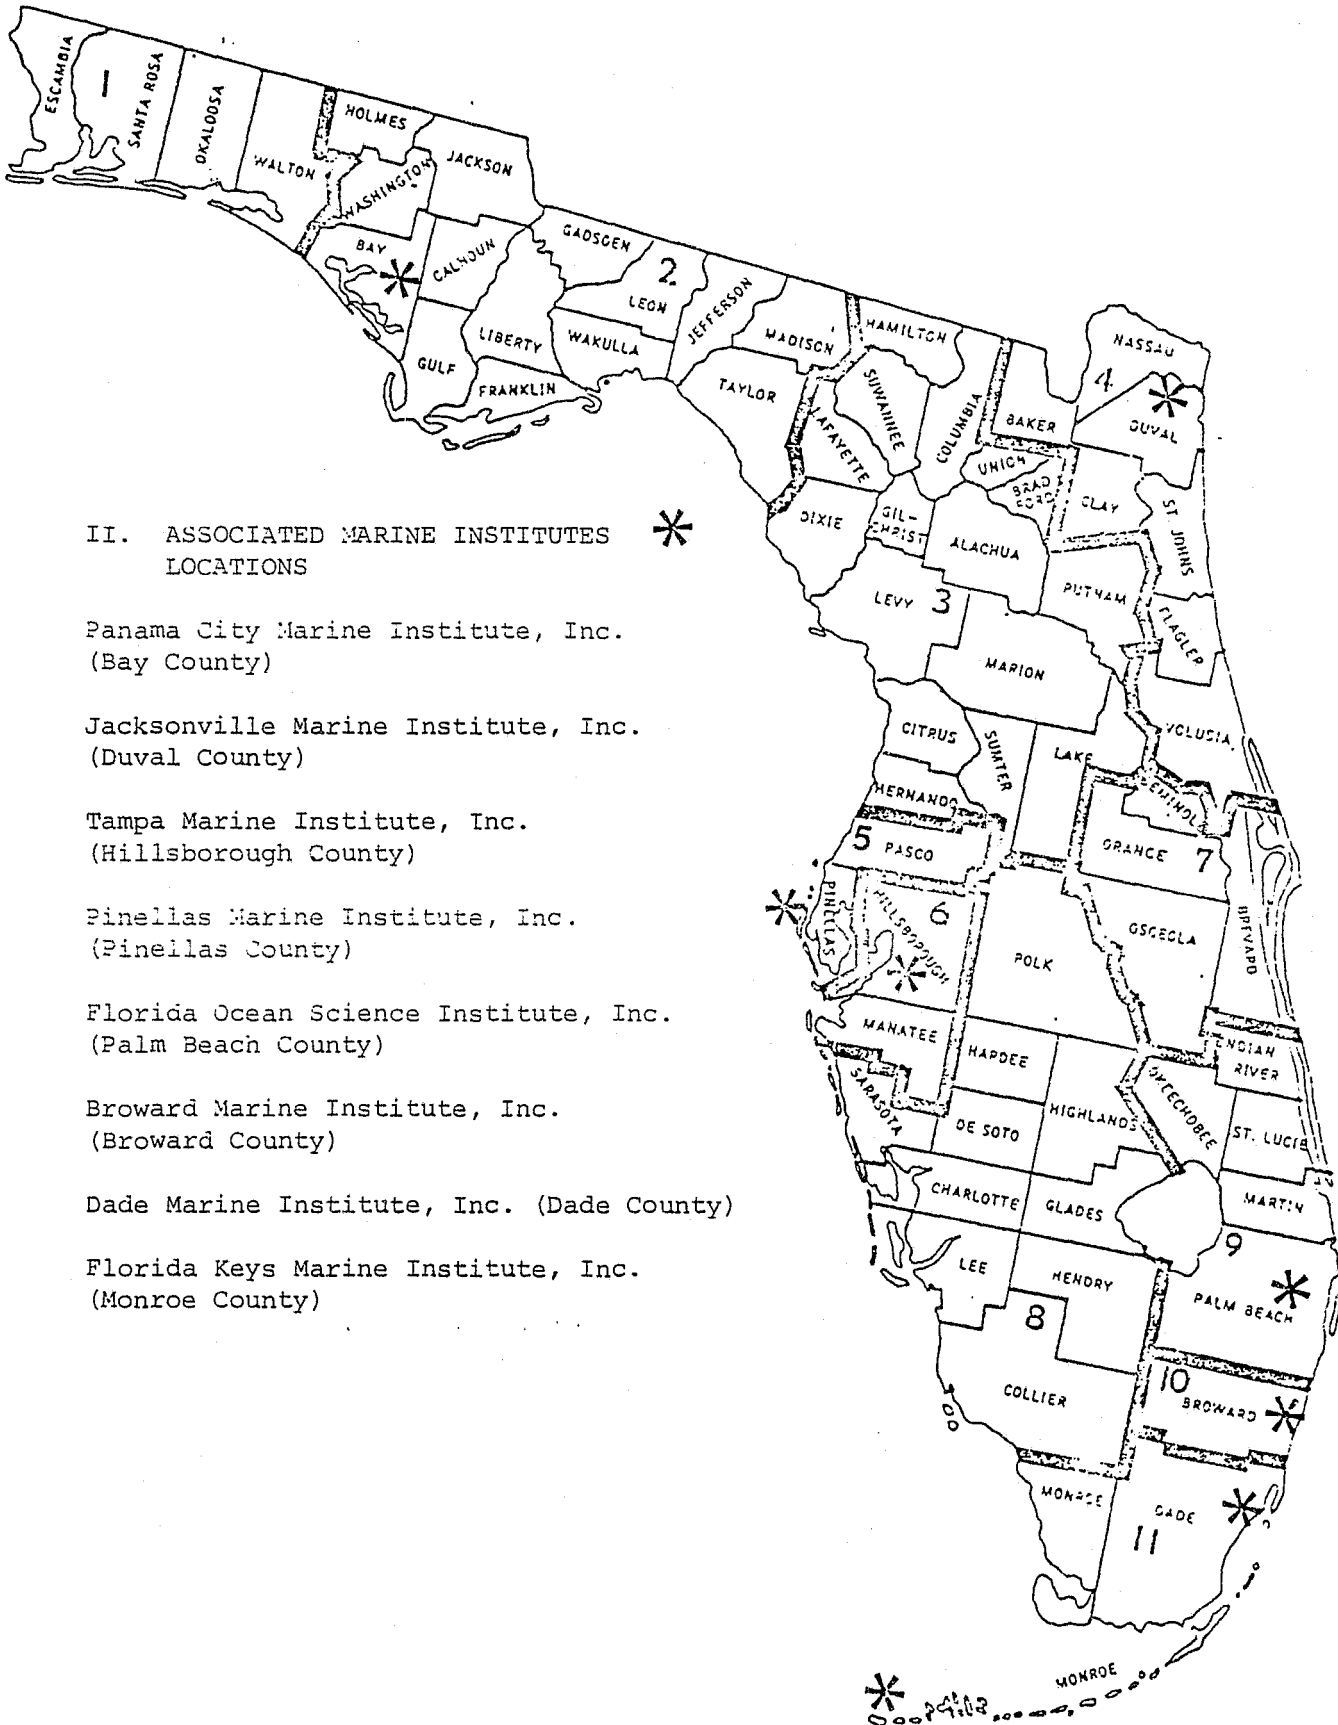 ESCAMBIA
1
SANTA ROSA
OKALOOSA
WALTON
HOLMES
WASHINGTON
JACKSON
BAY
*
CALHOUN
GULF
GADSDEN
2
LEON
LIBERTY
FRANKLIN
WAKULLA
JEFFERSON
MADISON
TAYLOR
HAMILTON
SUWANNEE
LAFAYETTE
COLUMBIA
BAKER
NASSAU
4
*
DUVAL
UNION
BRAD
FORD
CLAY
ST. JOHNS
DIXIE
GIL-
CHRIST
ALACHUA
PUTNAM
FLAGLER
LEVY
3
MARION
VOLUSIA
CITRUS
SUMTER
LAKE
SEMINOLE
HERNANDO
5
PASCO
ORANGE
7
*
PINELLAS
HILLSBOROUGH
6
*
POLK
OSCEOLA
BREVARD
MANATEE
HARDEE
INDIAN
RIVER
SARASOTA
DE SOTO
HIGHLANDS
OKEECHOBEE
ST. LUCIE
CHARLOTTE
GLADES
MARTIN
9
LEE
HENDRY
PALM BEACH
*
8
COLLIER
10
BROWARD
*
MONROE
DADE
*
11
MONROE
*
II. ASSOCIATED MARINE INSTITUTES *
LOCATIONS
Panama City Marine Institute, Inc.
(Bay County)
Jacksonville Marine Institute, Inc.
(Duval County)
Tampa Marine Institute, Inc.
(Hillsborough County)
Pinellas Marine Institute, Inc.
(Pinellas County)
Florida Ocean Science Institute, Inc.
(Palm Beach County)
Broward Marine Institute, Inc.
(Broward County)
Dade Marine Institute, Inc. (Dade County)
Florida Keys Marine Institute, Inc.
(Monroe County)